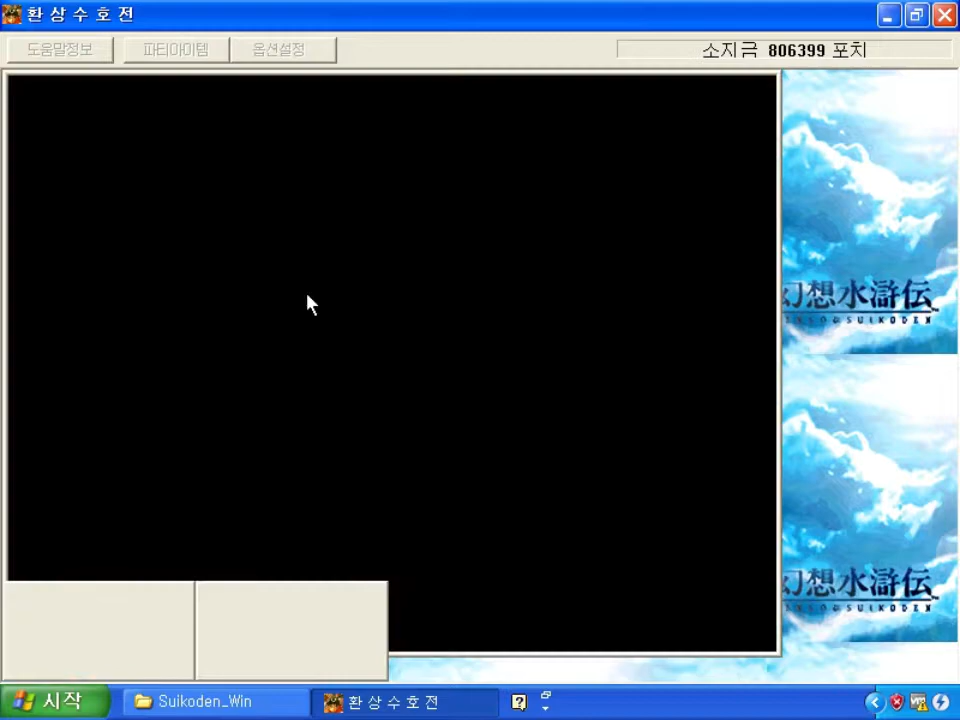 환 상 수 호 전
도움말정보 파티아이템 옵션설정 소지금 806399 포치
幻想水滸伝
GENSOSUIKODEN
幻想水滸伝
GENSOSUIKODEN
시작 Suikoden_Win 환 상 수 호 전